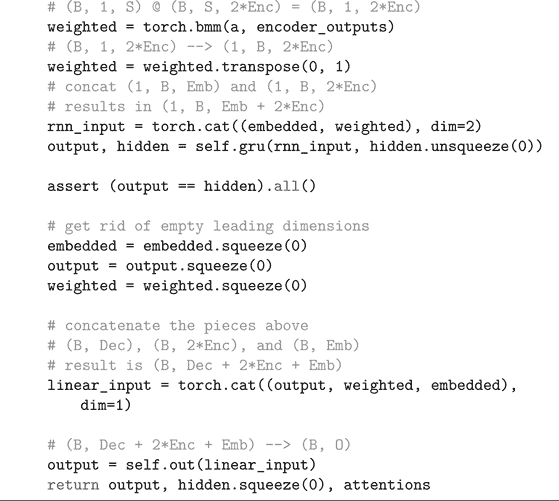 # (B, 1, S) @ (B, S, 2*Enc) = (B, 1, 2*Enc)
weighted = torch.bmm(a, encoder_outputs)
# (B, 1, 2*Enc) --> (1, B, 2*Enc)
weighted = weighted.transpose(0, 1)
# concat (1, B, Emb) and (1, B, 2*Enc)
# results in (1, B, Emb + 2*Enc)
rnn_input = torch.cat((embedded, weighted), dim=2)
output, hidden = self.gru(rnn_input, hidden.unsqueeze(0))

assert (output == hidden).all()

# get rid of empty leading dimensions
embedded = embedded.squeeze(0)
output = output.squeeze(0)
weighted = weighted.squeeze(0)

# concatenate the pieces above
# (B, Dec), (B, 2*Enc), and (B, Emb)
# result is (B, Dec + 2*Enc + Emb)
linear_input = torch.cat((output, weighted, embedded),
    dim=1)

# (B, Dec + 2*Enc + Emb) --> (B, O)
output = self.out(linear_input)
return output, hidden.squeeze(0), attentions